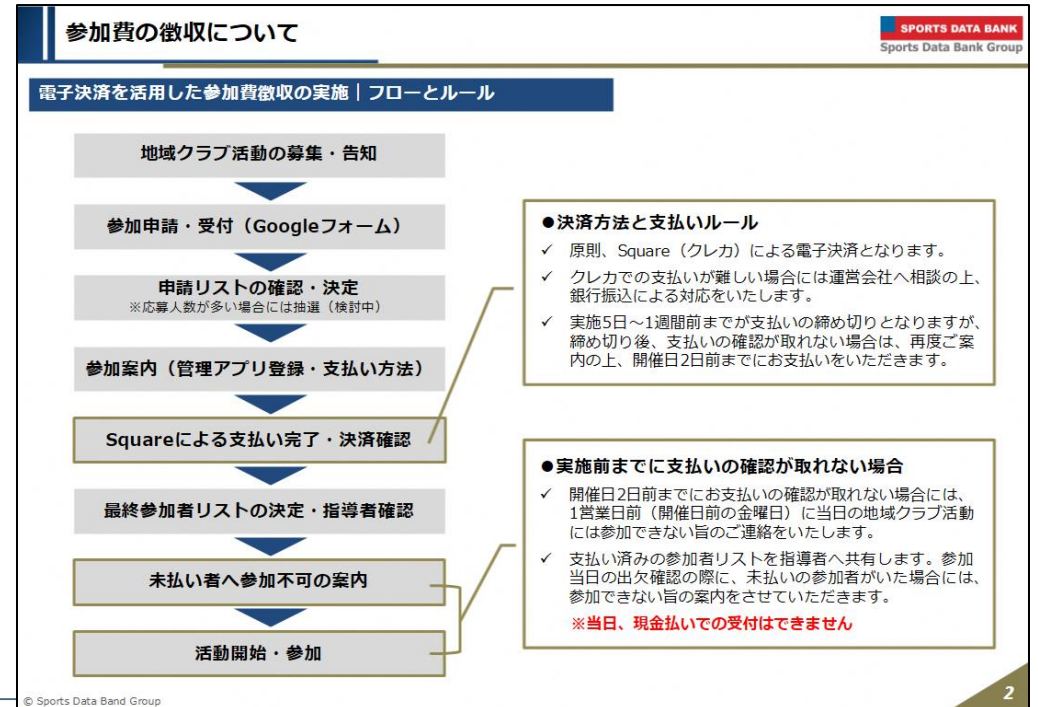 参加費の徴収について
SPORTS DATA BANK
Sports Data Bank Group
電子決済を活用した参加費徴収の実施｜フローとルール
地域クラブ活動の募集・告知
参加申請・受付（Googleフォーム）
申請リストの確認・決定
※応募人数が多い場合には抽選（検討中）
参加案内（管理アプリ登録・支払い方法）
Squareによる支払い完了・決済確認
最終参加者リストの決定・指導者確認
未払い者へ参加不可の案内
活動開始・参加
●決済方法と支払いルール
✓ 原則、Square（クレカ）による電子決済となります。
✓ クレカでの支払いが難しい場合には運営会社へ相談の上、
銀行振込による対応をいたします。
✓ 実施5日～1週間前までが支払いの締め切りとなりますが、
締め切り後、支払いの確認が取れない場合は、再度ご案
内の上、開催日2日前までにお支払いをいただきます。
●実施前までに支払いの確認が取れない場合
✓ 開催日2日前までにお支払いの確認が取れない場合には、
1営業日前（開催日前の金曜日）に当日の地域クラブ活動
には参加できない旨のご連絡をいたします。
✓ 支払い済みの参加者リストを指導者へ共有します。参加
当日の出欠確認の際に、未払いの参加者がいた場合には、
参加できない旨の案内をさせていただきます。
※当日、現金払いでの受付はできません
© Sports Data Band Group
2